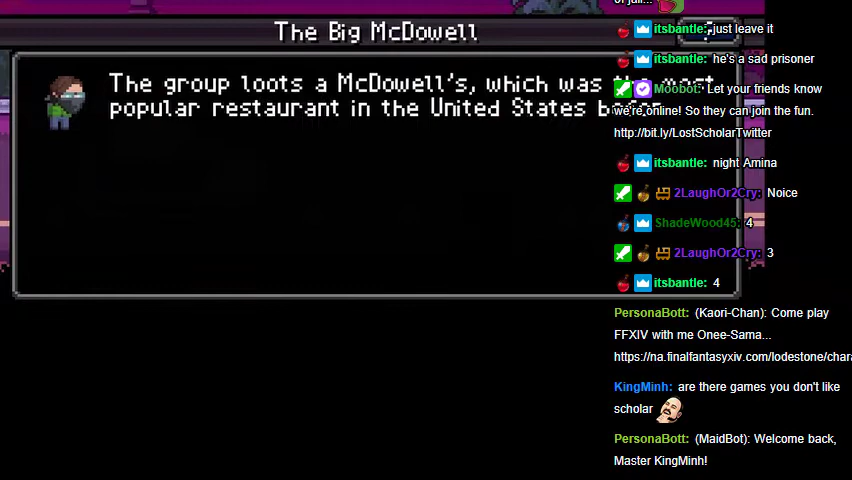 The Big McDowell
The group loots a McDowell's, which was the most
popular restaurant in the United States
of jail...
itsbantle: just leave it
itsbantle: he's a sad prisoner
Moobot: Let your friends know
we're online! So they can join the fun.
http://bit.ly/LostScholarTwitter
itsbantle: night Amina
2LaughOr2Cry: Noice
ShadeWood45: 4
2LaughOr2Cry: 3
itsbantle: 4
PersonaBott: (Kaori-Chan): Come play
FFXIV with me Onee-Sama...
https://na.finalfantasyxiv.com/lodestone/chara
KingMinh: are there games you don't like
scholar
PersonaBott: (MaidBot): Welcome back,
Master KingMinh!